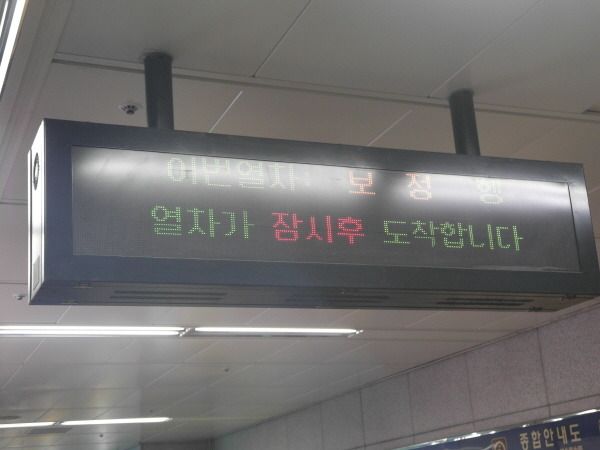 이번열차 보 정 행
열차가 잠시후 도착합니다
종합안내도